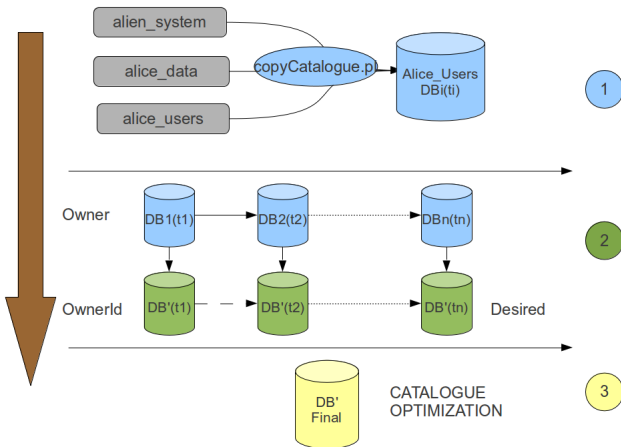 alien_system
alice_data
alice_users
copyCatalogue.pl
Alice_Users
DBi(ti)
1
Owner
DB1(t1)
DB2(t2)
DBn(tn)
2
OwnerId
DB'(t1)
DB'(t2)
DB'(tn)
Desired
DB'
Final
CATALOGUE
OPTIMIZATION
3